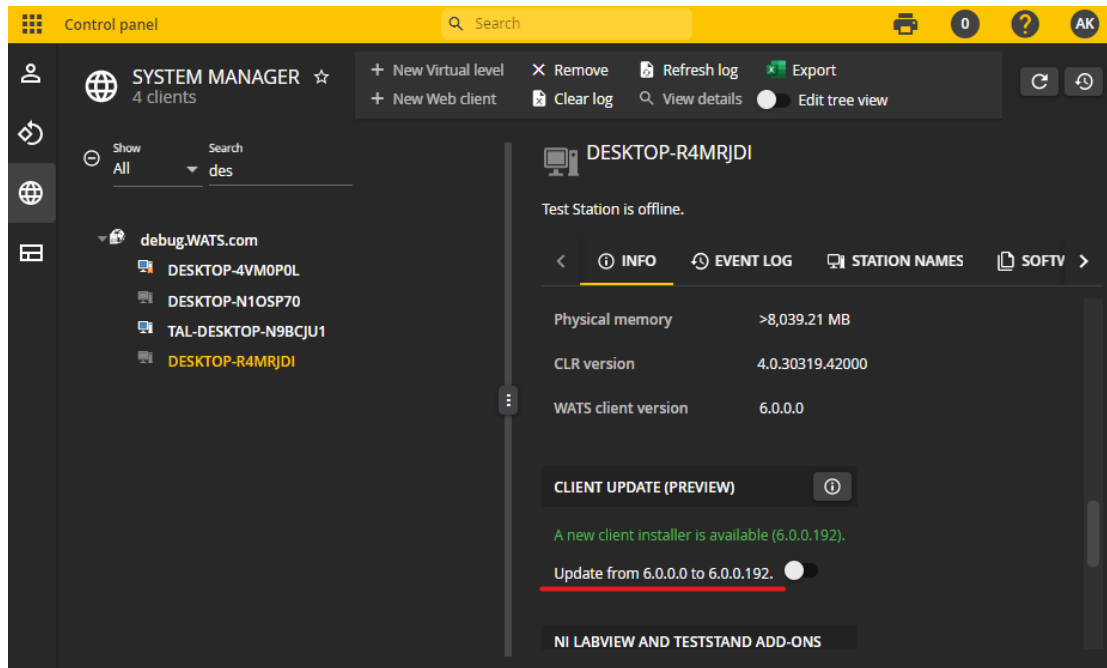 Control panel
Search
0
?
AK
SYSTEM MANAGER
4 clients
+ New Virtual level
Remove
Refresh log
Export
+ New Web client
Clear log
View details
Edit tree view
Show
All
Search
des
debug.WATS.com
DESKTOP-4VM0P0L
DESKTOP-N1OSP70
TAL-DESKTOP-N9BCJU1
DESKTOP-R4MRJDI
DESKTOP-R4MRJDI
Test Station is offline.
INFO
EVENT LOG
STATION NAMES
SOFTV
Physical memory >8,039.21 MB
CLR version 4.0.30319.42000
WATS client version 6.0.0.0
CLIENT UPDATE (PREVIEW)
A new client installer is available (6.0.0.192).
Update from 6.0.0.0 to 6.0.0.192.
NI LABVIEW AND TESTSTAND ADD-ONS